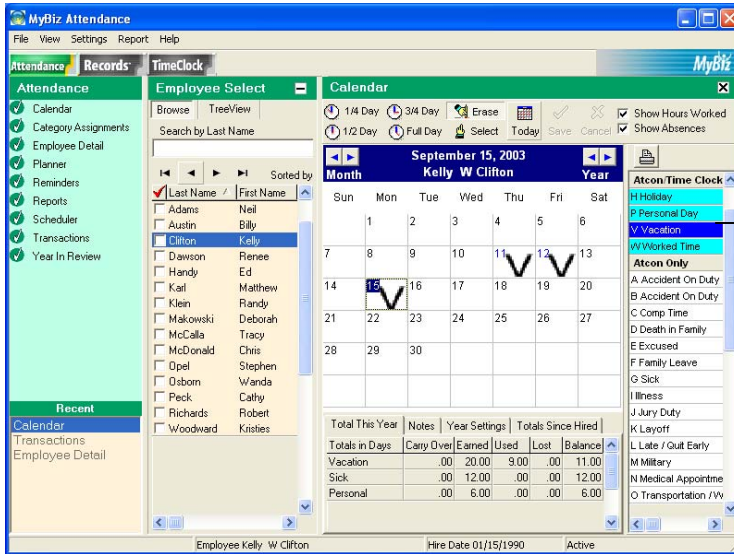 MyBiz Attendance
File View Settings Report Help
Attendance Records TimeClock MyBiz
Attendance
Calendar
Category Assignments
Employee Detail
Planner
Reminders
Reports
Scheduler
Transactions
Year In Review
Recent
Calendar
Transactions
Employee Detail
Employee Select
Browse TreeView
Search by Last Name
Sorted by
Last Name First Name
Adams Neil
Austin Billy
Clifton Kelly
Dawson Renee
Handy Ed
Karl Matthew
Klein Randy
Makowski Deborah
McCalla Tracy
McDonald Chris
Opel Stephen
Osborn Wanda
Peck Cathy
Richards Robert
Woodward Kristies
Calendar
1/4 Day 3/4 Day Erase
1/2 Day Full Day Select Today Save Cancel
Show Hours Worked
Show Absences
September 15, 2003
Month Kelly W Clifton Year
Sun Mon Tue Wed Thu Fri Sat
1 2 3 4 5 6
7 8 9 10 11 V 12 V 13
14 15 V 16 17 18 19 20
21 22 23 24 25 26 27
28 29 30
Total This Year Notes Year Settings Totals Since Hired
Totals in Days Carry Over Earned Used Lost Balance
Vacation .00 20.00 9.00 .00 11.00
Sick .00 12.00 .00 .00 12.00
Personal .00 6.00 .00 .00 6.00
Atcon/Time Clock
H Holiday
P Personal Day
V Vacation
W Worked Time
Atcon Only
A Accident On Duty
B Accident On Duty
C Comp Time
D Death in Family
E Excused
F Family Leave
G Sick
I Illness
J Jury Duty
K Layoff
L Late / Quit Early
M Military
N Medical Appointme
O Transportation / W
Employee Kelly W Clifton Hire Date 01/15/1990 Active